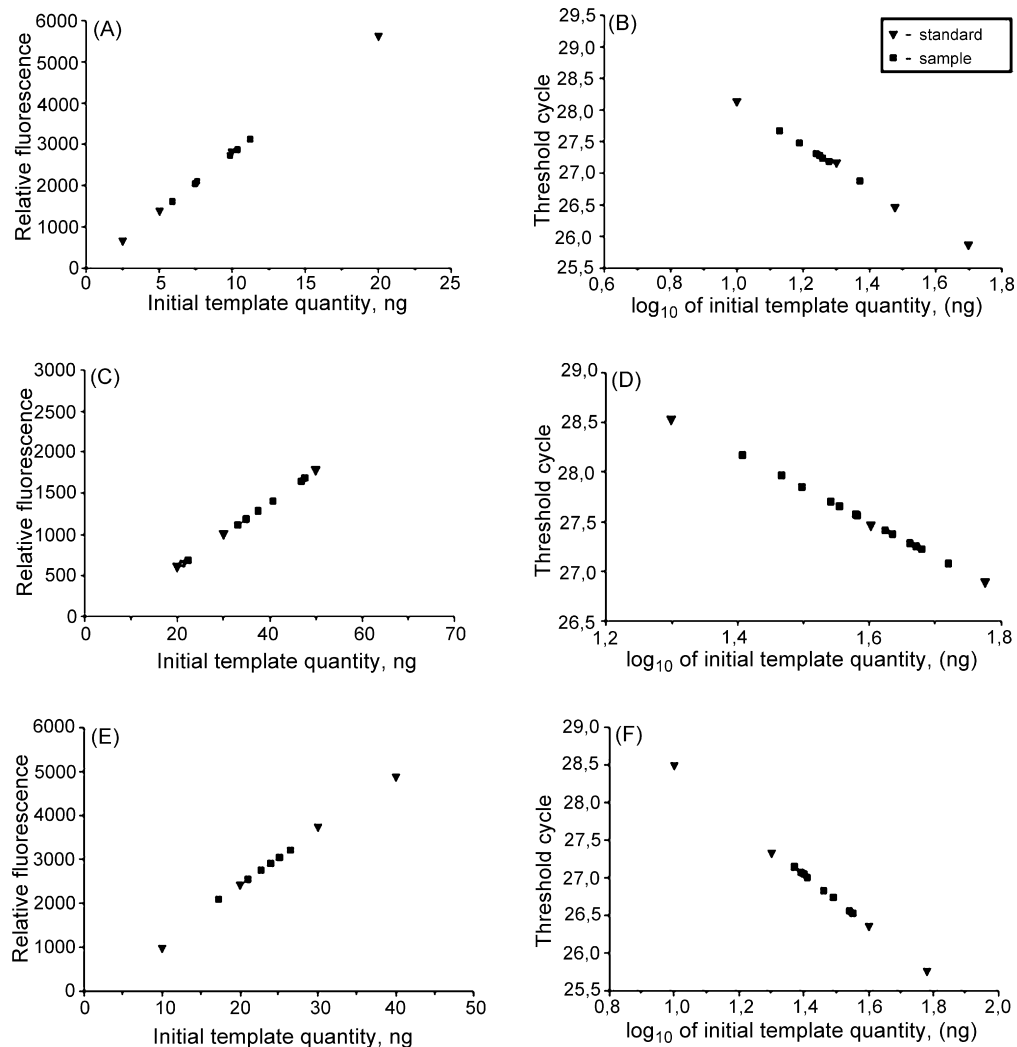 (A)
Relative fluorescence
6000
5000
4000
3000
2000
1000
0
0 5 10 15 20 25
Initial template quantity, ng
(B)
▼ - standard
■ - sample
Threshold cycle
29,5
29,0
28,5
28,0
27,5
27,0
26,5
26,0
25,5
0,6 0,8 1,0 1,2 1,4 1,6 1,8
log10 of initial template quantity, (ng)
(C)
Relative fluorescence
3000
2500
2000
1500
1000
500
0
0 20 40 60 70
Initial template quantity, ng
(D)
Threshold cycle
29,0
28,5
28,0
27,5
27,0
26,5
1,2 1,4 1,6 1,8
log10 of initial template quantity, (ng)
(E)
Relative fluorescence
6000
5000
4000
3000
2000
1000
0
0 10 20 30 40 50
Initial template quantity, ng
(F)
Threshold cycle
29,0
28,5
28,0
27,5
27,0
26,5
26,0
25,5
0,8 1,0 1,2 1,4 1,6 1,8 2,0
log10 of initial template quantity, (ng)